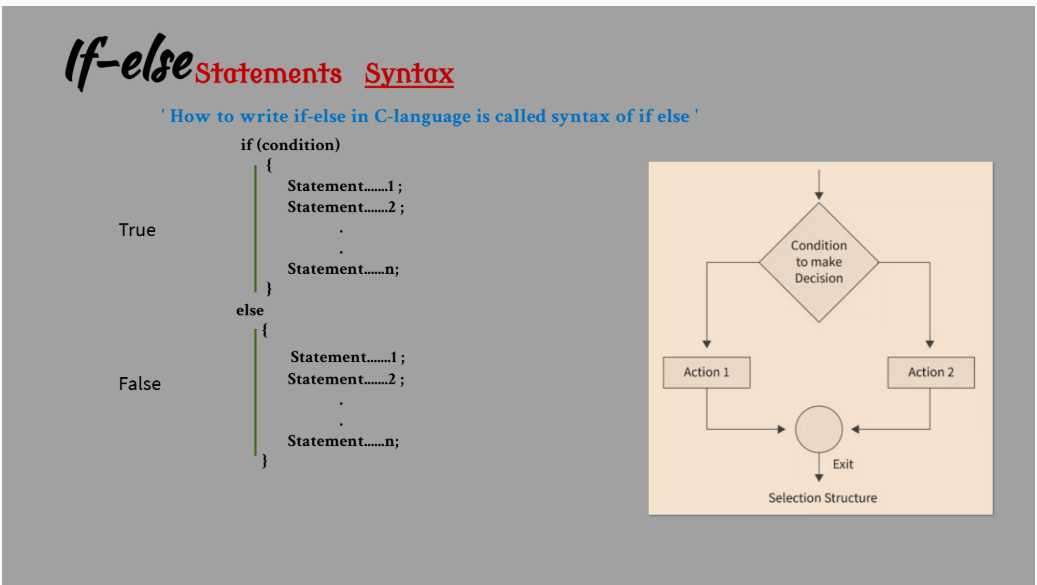 If-else Statements Syntax
' How to write if-else in C-language is called syntax of if else '
if (condition)
{
Statement.......1 ;
Statement.......2 ;
.
.
Statement......n;
}
True
else
{
Statement.......1 ;
Statement.......2 ;
.
.
Statement......n;
}
False
Condition
to make
Decision
Action 1
Action 2
Exit
Selection Structure